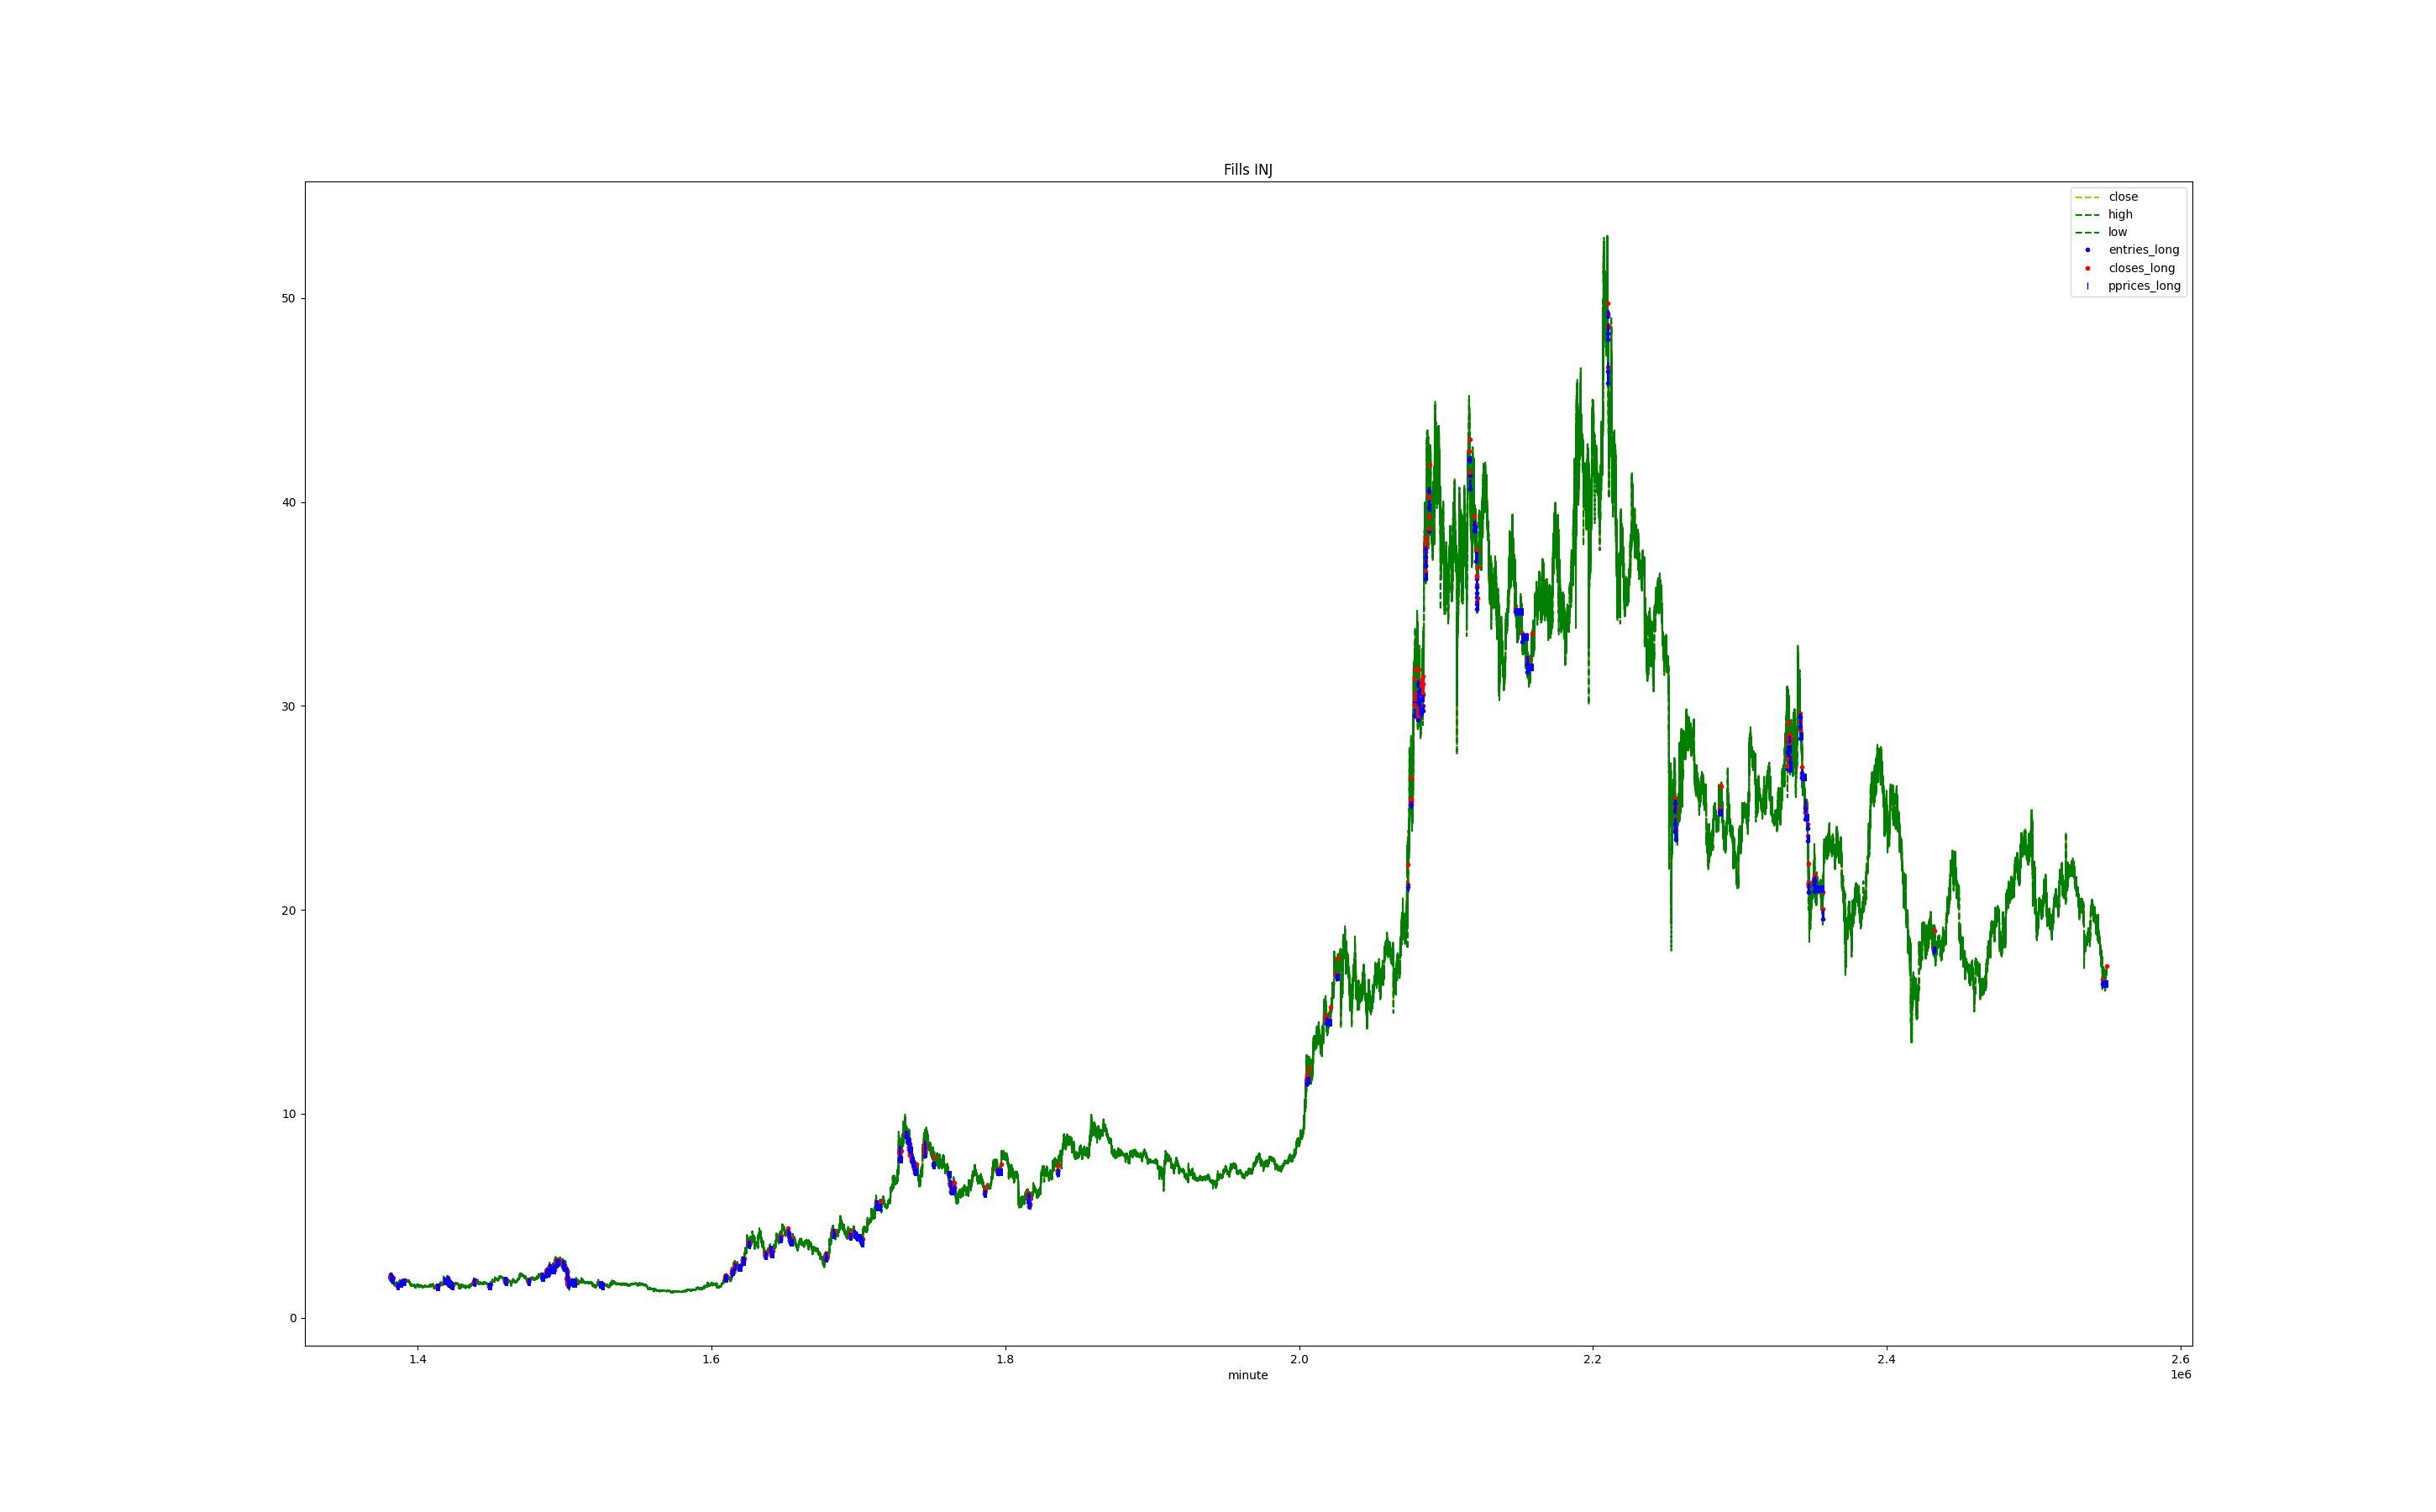 Fills INJ
close
high
low
entries_long
closes_long
pprices_long
50
40
30
20
10
0
1.4 1.6 1.8 2.0 2.2 2.4 2.6
minute
1e6